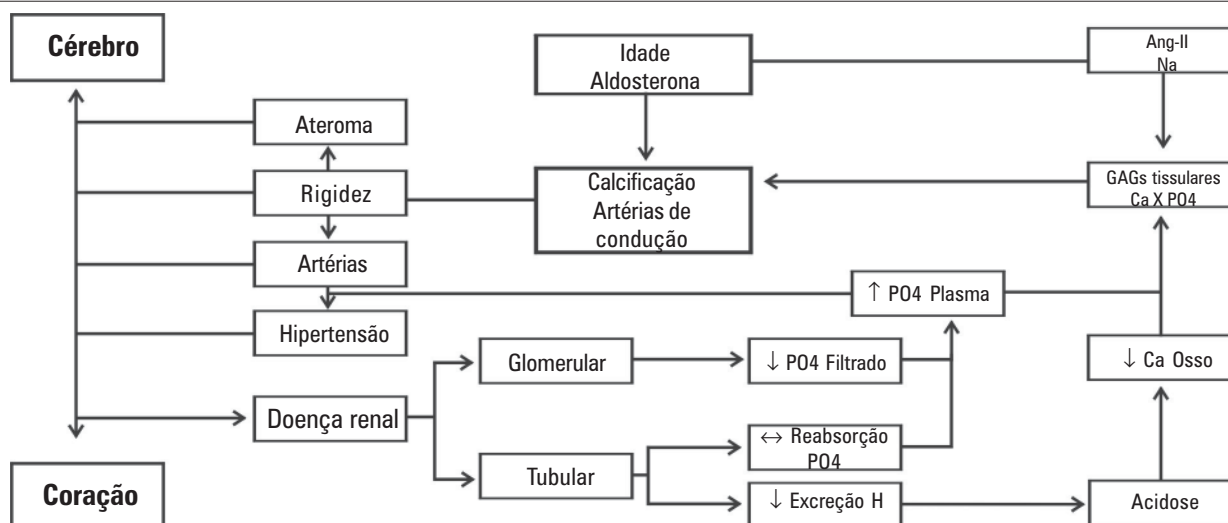 Cérebro
Idade
Aldosterona
Ang-II
Na
Ateroma
Rigidez
Calcificação
Artérias de
condução
GAGs tissulares
Ca X PO4
Artérias
↑ PO4 Plasma
Hipertensão
Glomerular
↓ PO4 Filtrado
↓ Ca Osso
Doença renal
↔ Reabsorção
PO4
Tubular
Coração
↓ Excreção H
Acidose